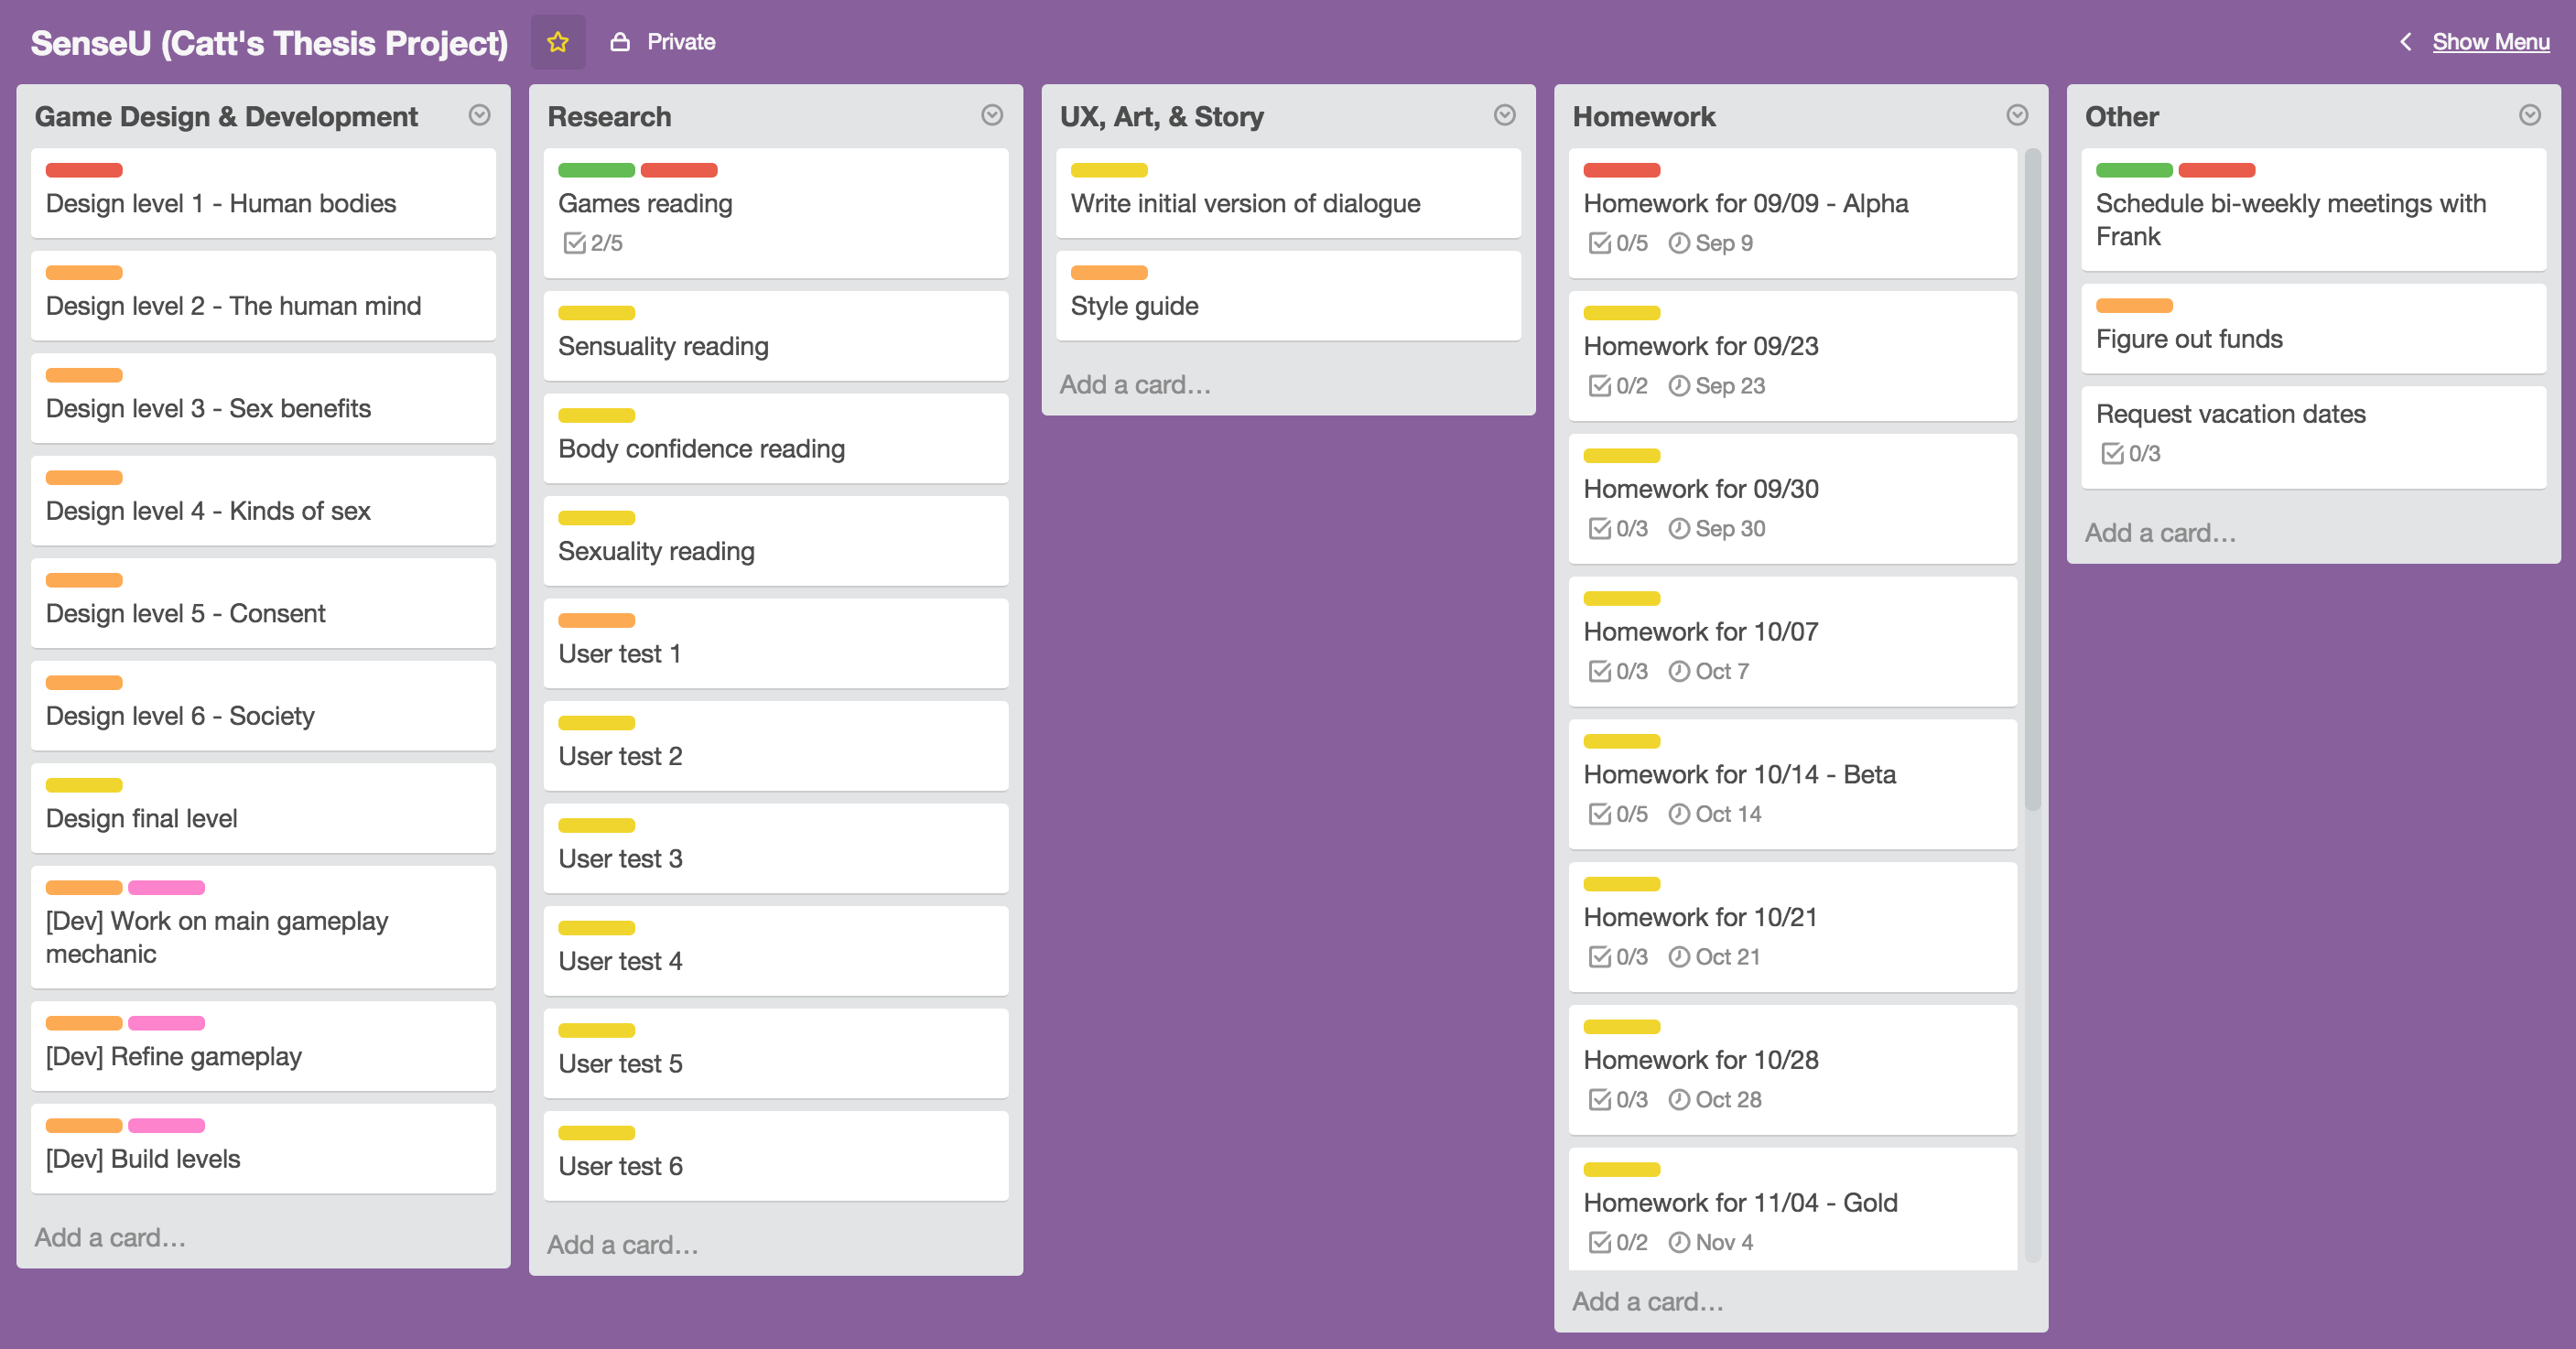 SenseU (Catt's Thesis Project)
Private
Show Menu
Game Design & Development
Design level 1 - Human bodies
Design level 2 - The human mind
Design level 3 - Sex benefits
Design level 4 - Kinds of sex
Design level 5 - Consent
Design level 6 - Society
Design final level
[Dev] Work on main gameplay
mechanic
[Dev] Refine gameplay
[Dev] Build levels
Add a card…
Research
Games reading
2/5
Sensuality reading
Body confidence reading
Sexuality reading
User test 1
User test 2
User test 3
User test 4
User test 5
User test 6
Add a card…
UX, Art, & Story
Write initial version of dialogue
Style guide
Add a card…
Homework
Homework for 09/09 - Alpha
0/5 Sep 9
Homework for 09/23
0/2 Sep 23
Homework for 09/30
0/3 Sep 30
Homework for 10/07
0/3 Oct 7
Homework for 10/14 - Beta
0/5 Oct 14
Homework for 10/21
0/3 Oct 21
Homework for 10/28
0/3 Oct 28
Homework for 11/04 - Gold
0/2 Nov 4
Add a card…
Other
Schedule bi-weekly meetings with
Frank
Figure out funds
Request vacation dates
0/3
Add a card…